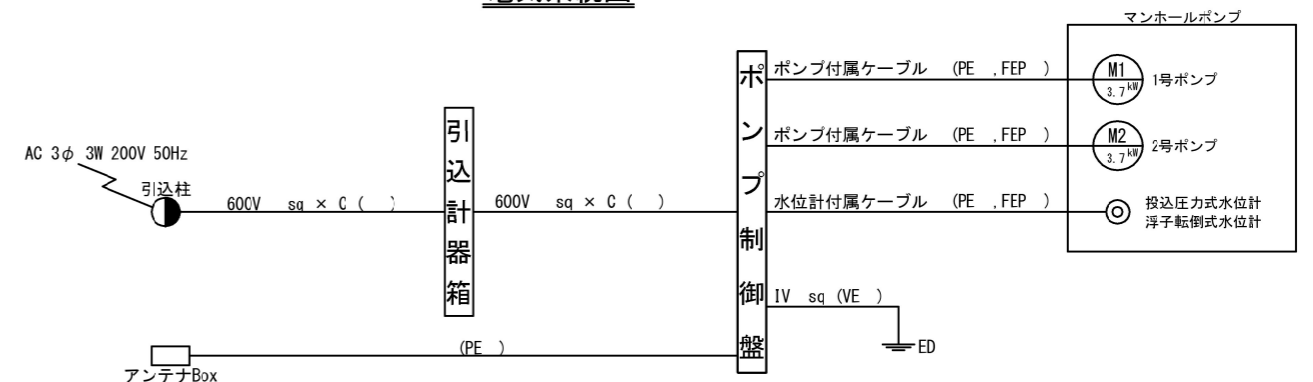 マンホールポンプ
ポンプ付属ケーブル (PE ,FEP )
M1
3.7kW
1号ポンプ
ポンプ付属ケーブル (PE ,FEP )
M2
3.7kW
2号ポンプ
AC 3φ 3W 200V 50Hz
引込柱
600V sq × C ( )
引込計器箱
600V sq × C ( )
ポンプ制御盤
水位計付属ケーブル (PE ,FEP )
投込圧力式水位計
浮子転倒式水位計
IV sq (VE )
ED
(PE )
アンテナBox